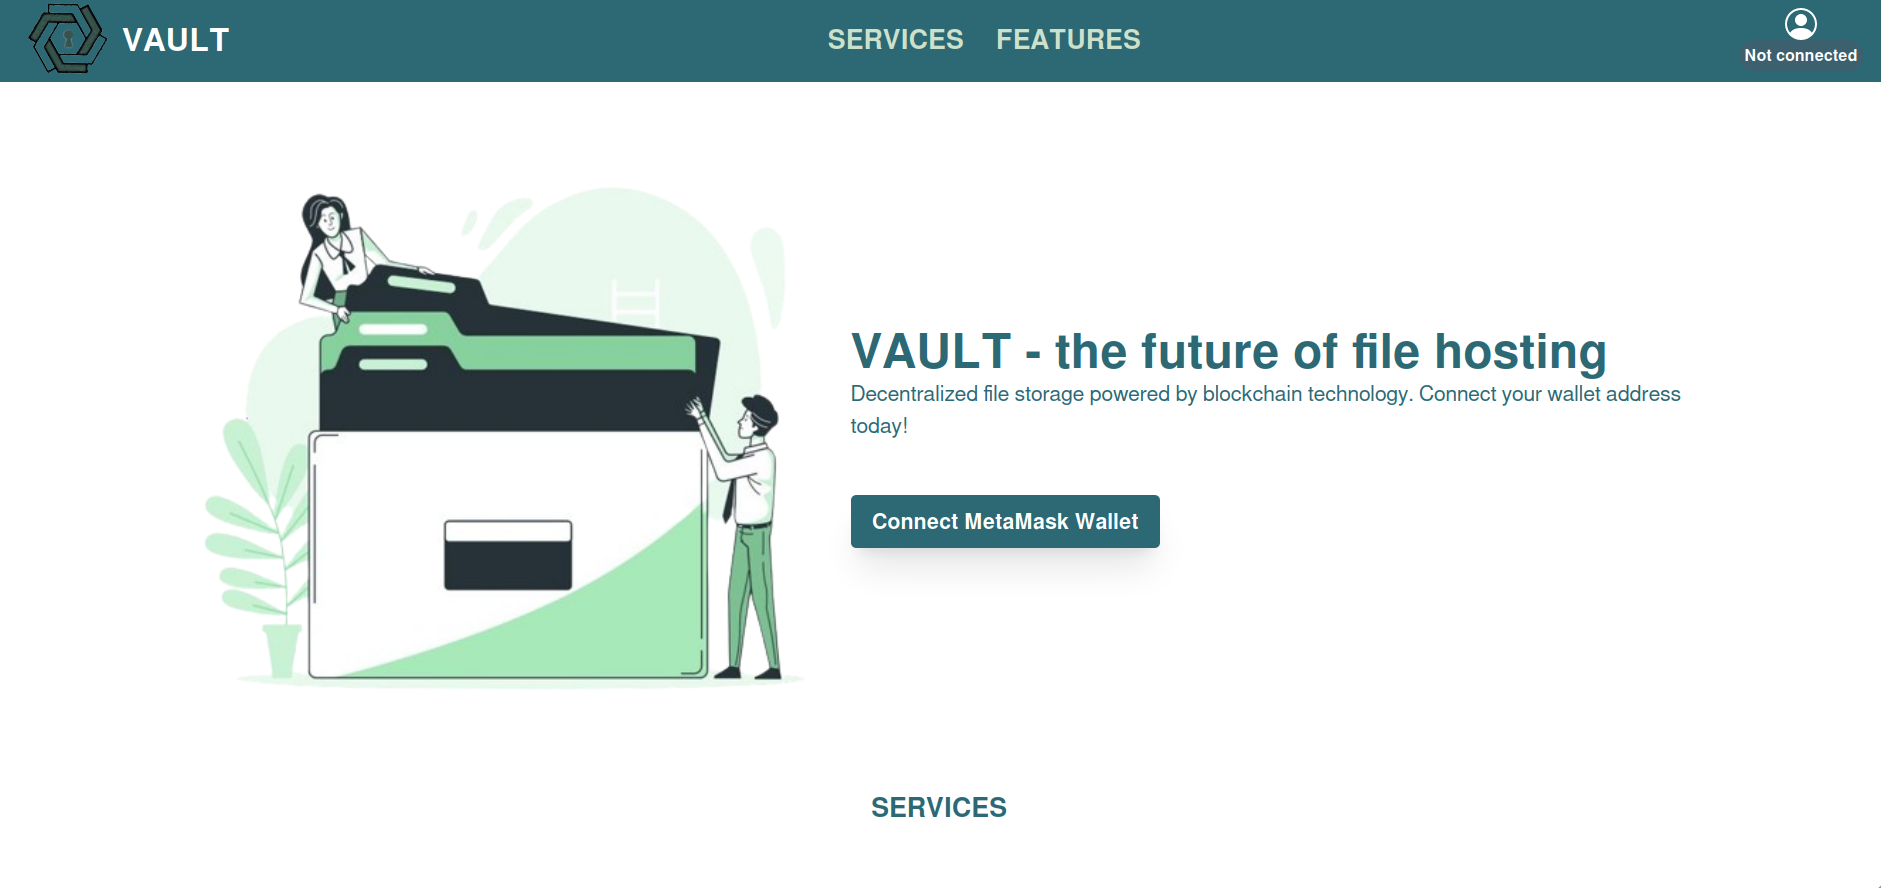 VAULT
SERVICES FEATURES
Not connected
VAULT - the future of file hosting
Decentralized file storage powered by blockchain technology. Connect your wallet address
today!
Connect MetaMask Wallet
SERVICES